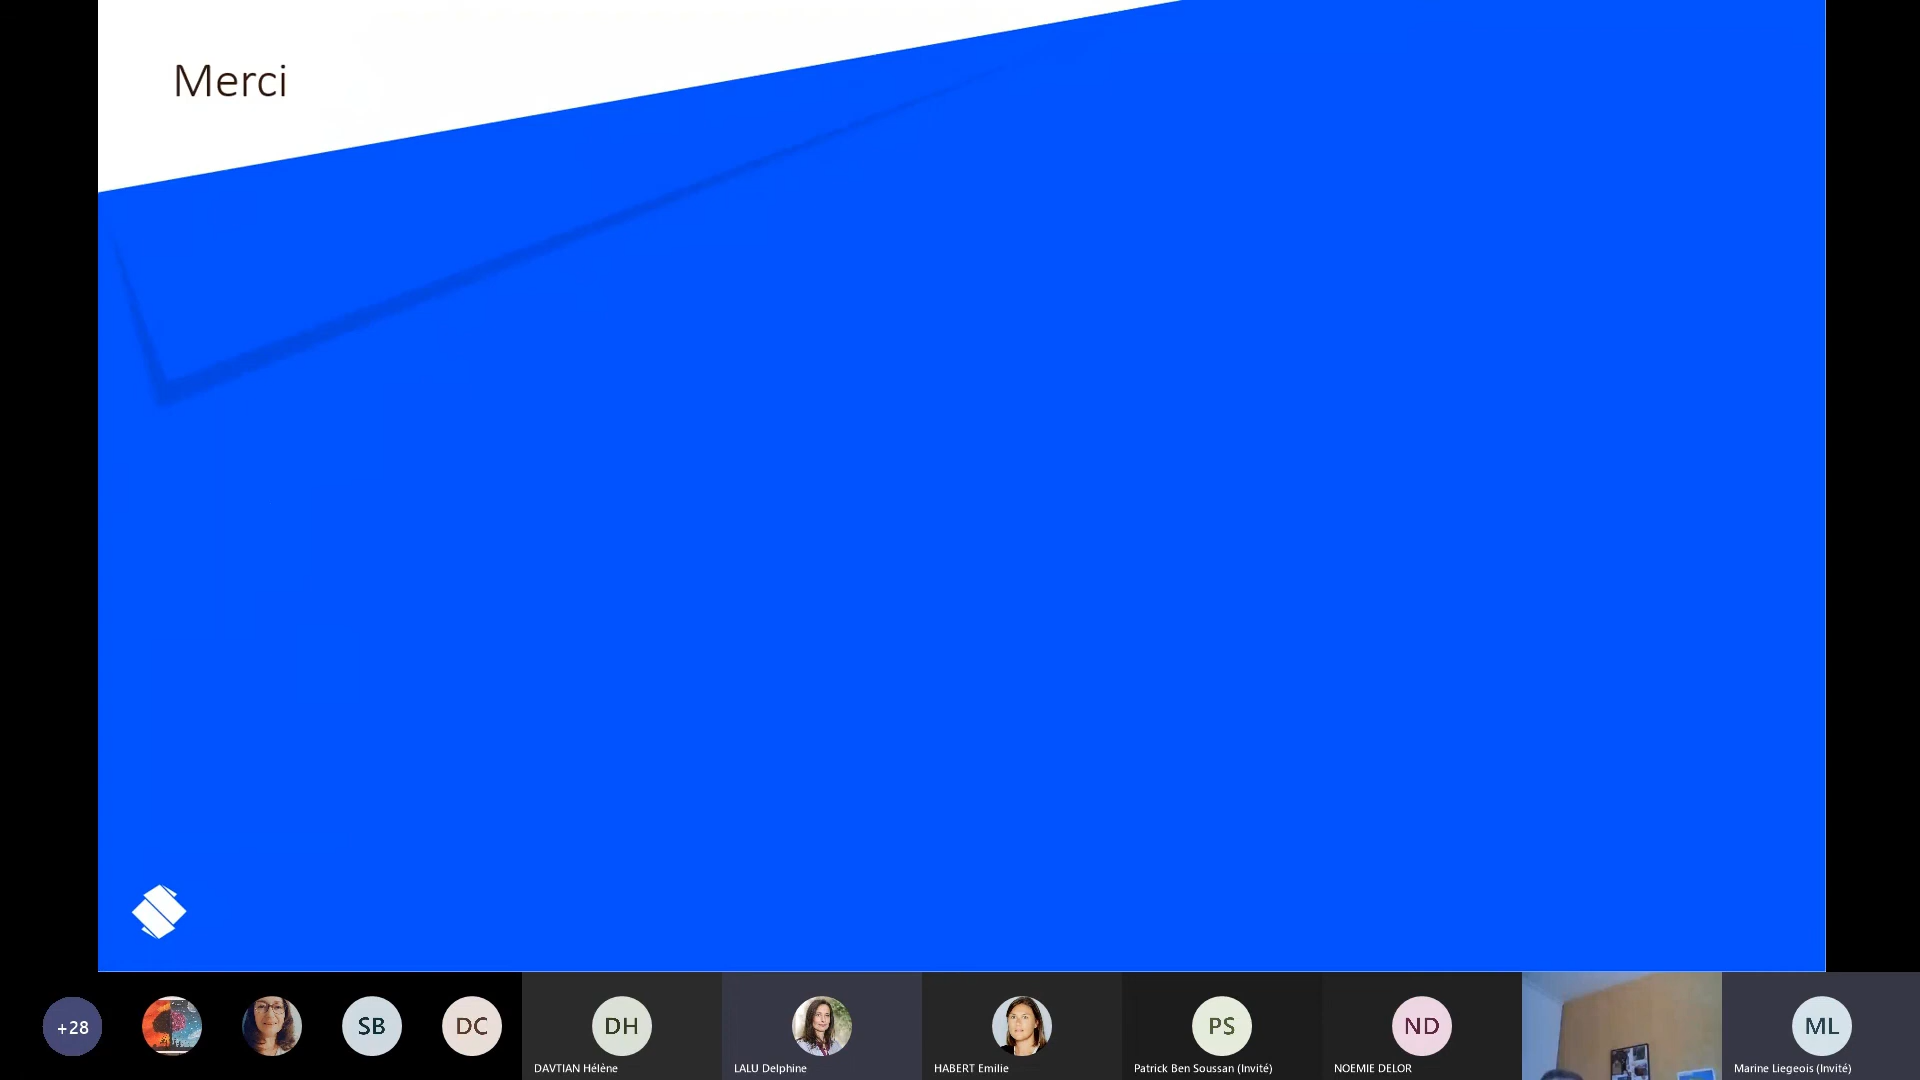 Merci
+28
SB
DC
DH
DAVTIAN Hélène
LALU Delphine
HABERT Emilie
PS
Patrick Ben Soussan (Invité)
ND
NOEMIE DELOR
ML
Marine Liegeois (Invité)